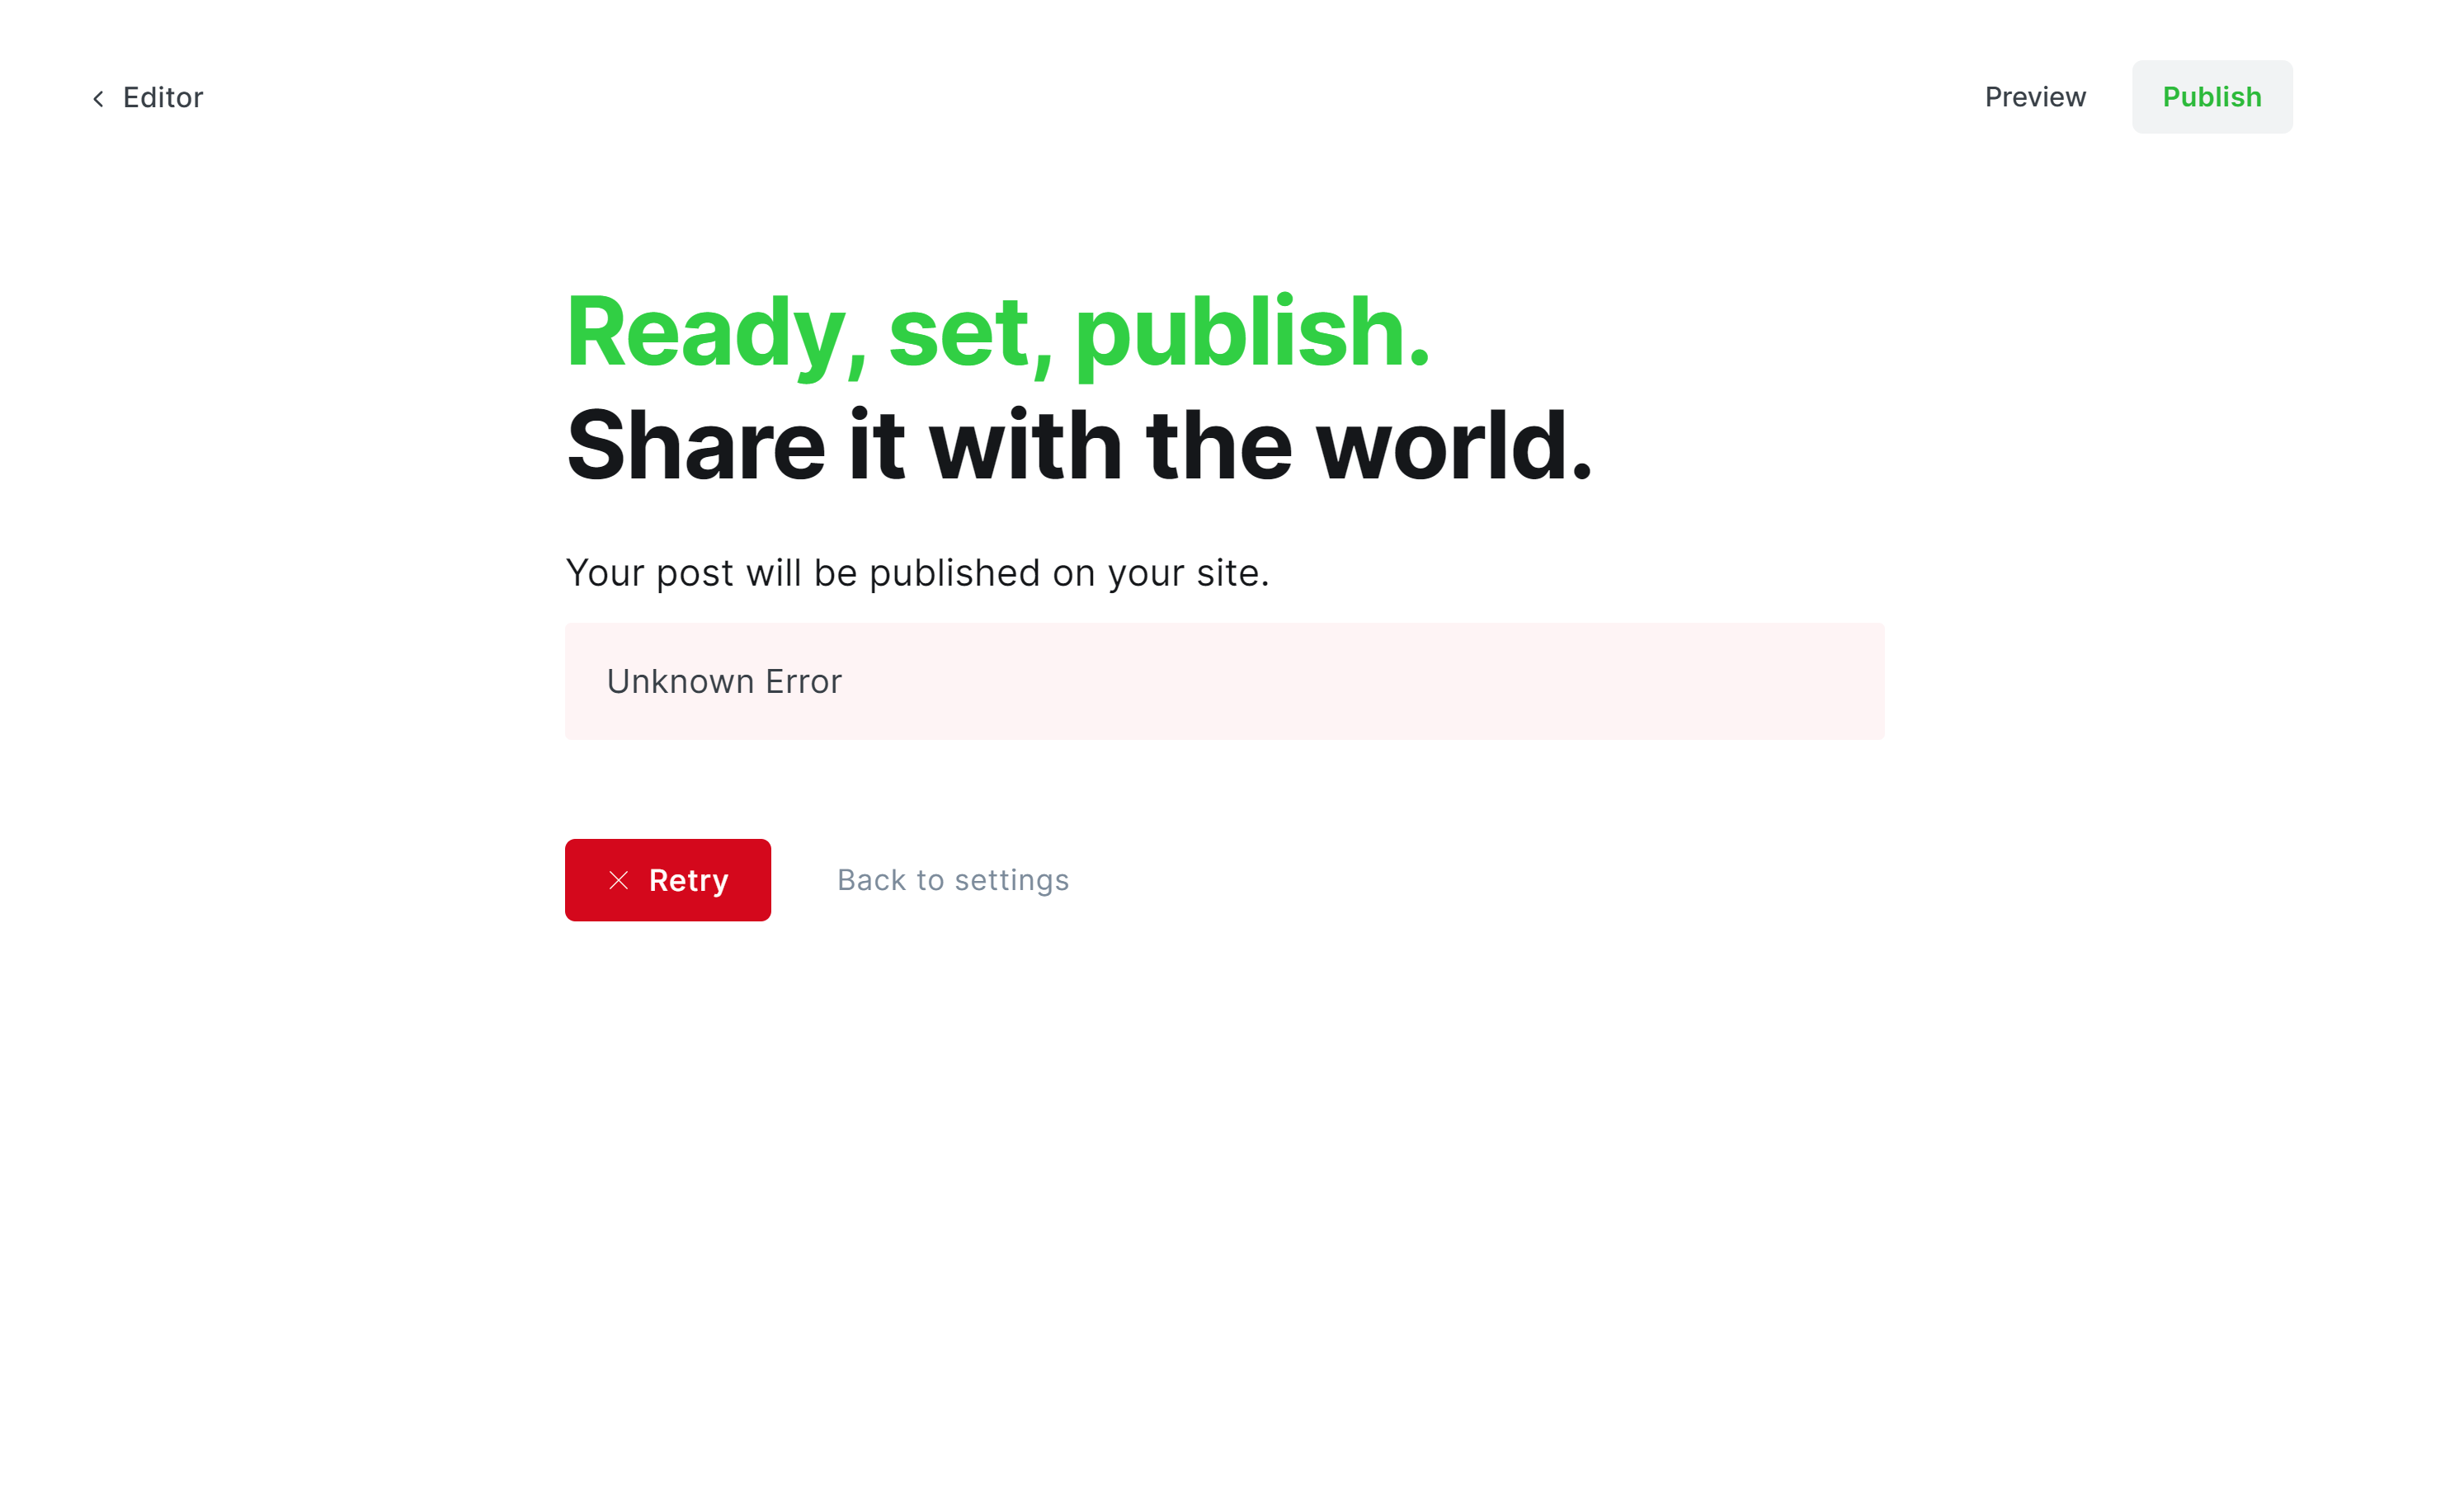 Editor
Preview
Publish
Ready, set, publish.
Share it with the world.
Your post will be published on your site.
Unknown Error
Retry
Back to settings